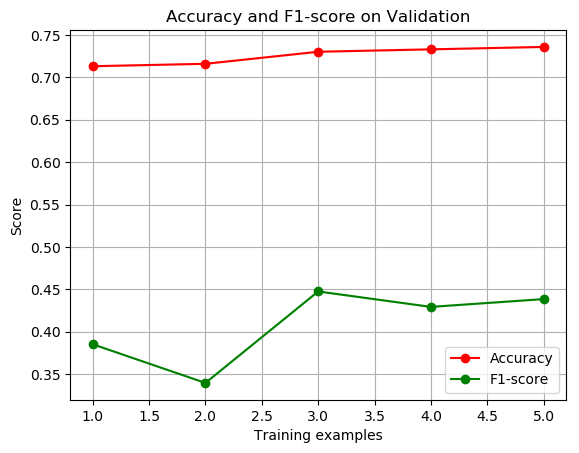 Accuracy and F1-score on Validation
0.75
0.70
0.65
0.60
0.55
0.50
0.45
0.40
0.35
Score
Accuracy
F1-score
1.0 1.5 2.0 2.5 3.0 3.5 4.0 4.5 5.0
Training examples